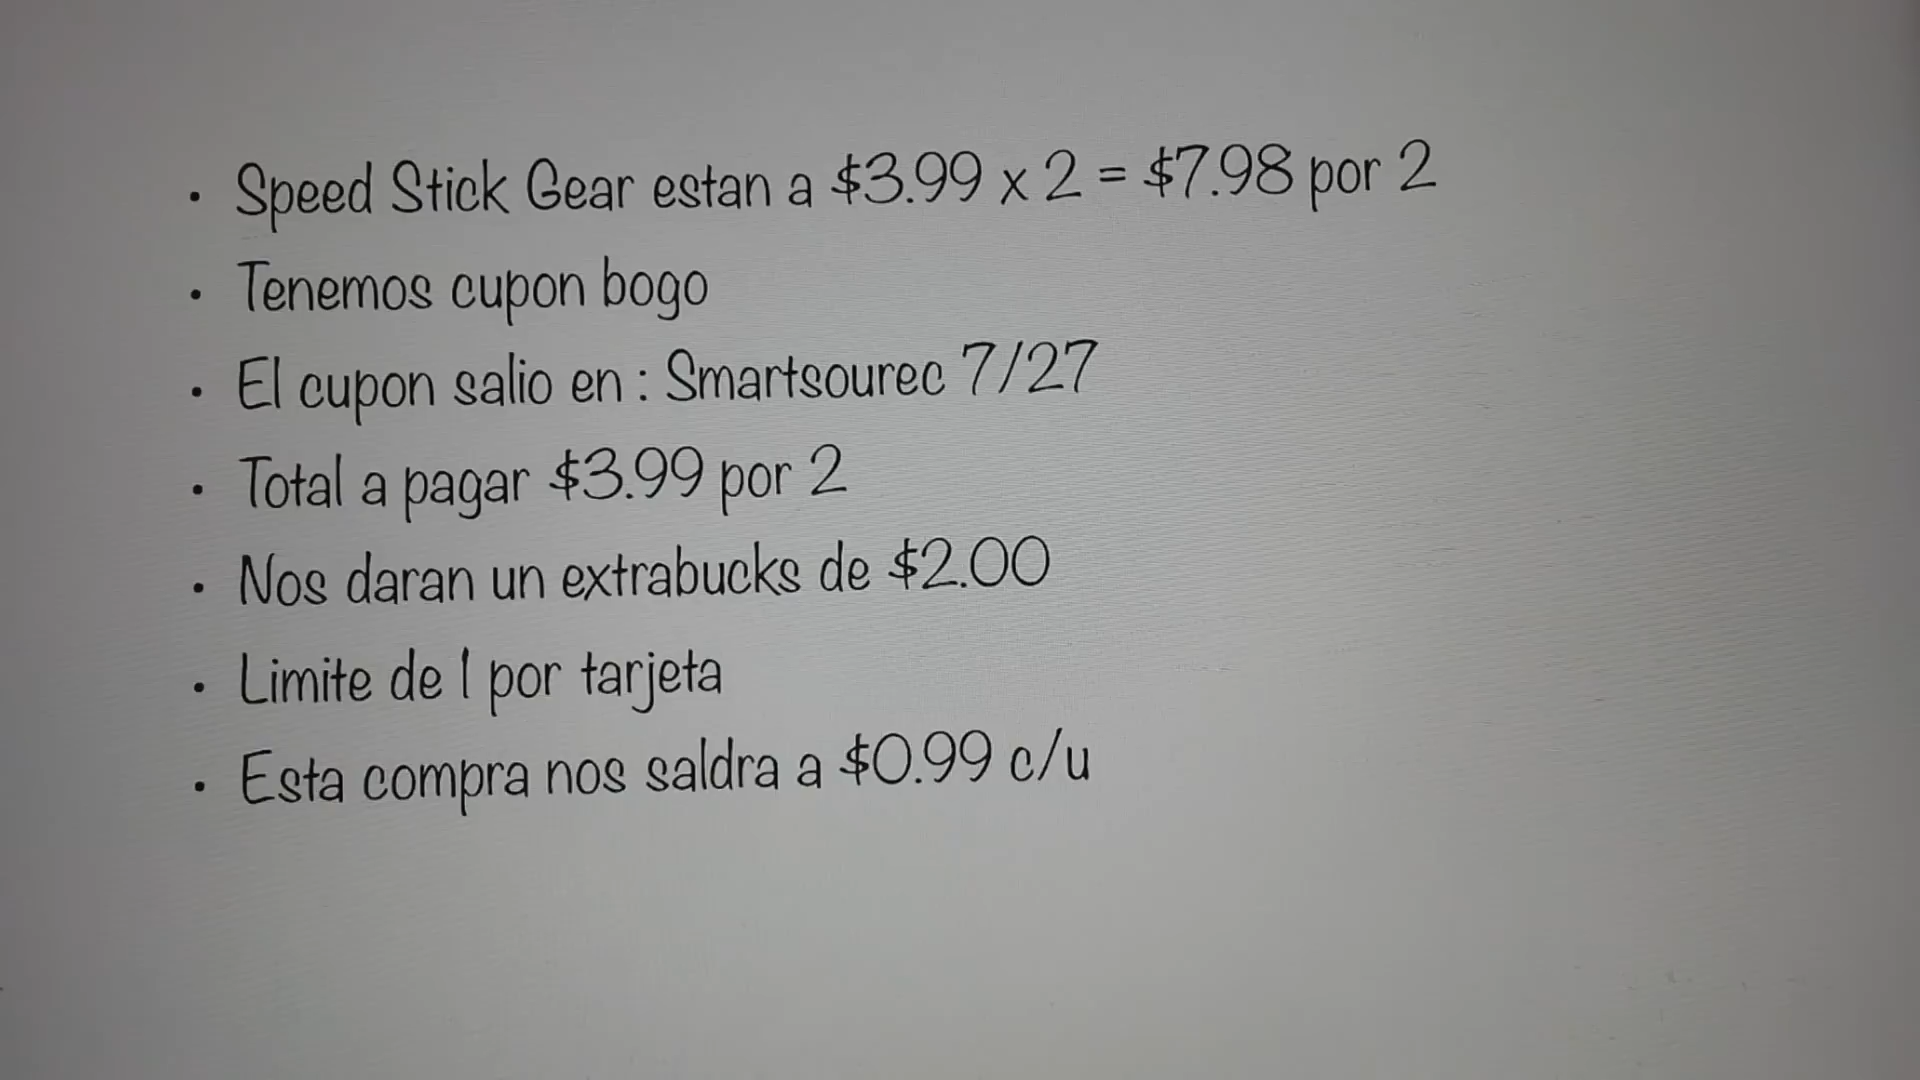 • Speed Stick Gear estan a $3.99 x 2 = $7.98 por 2
• Tenemos cupon bogo
• El cupon salio en : Smartsourec 7/27
• Total a pagar $3.99 por 2
• Nos daran un extrabucks de $2.00
• Limite de 1 por tarjeta
• Esta compra nos saldra a $0.99 c/u